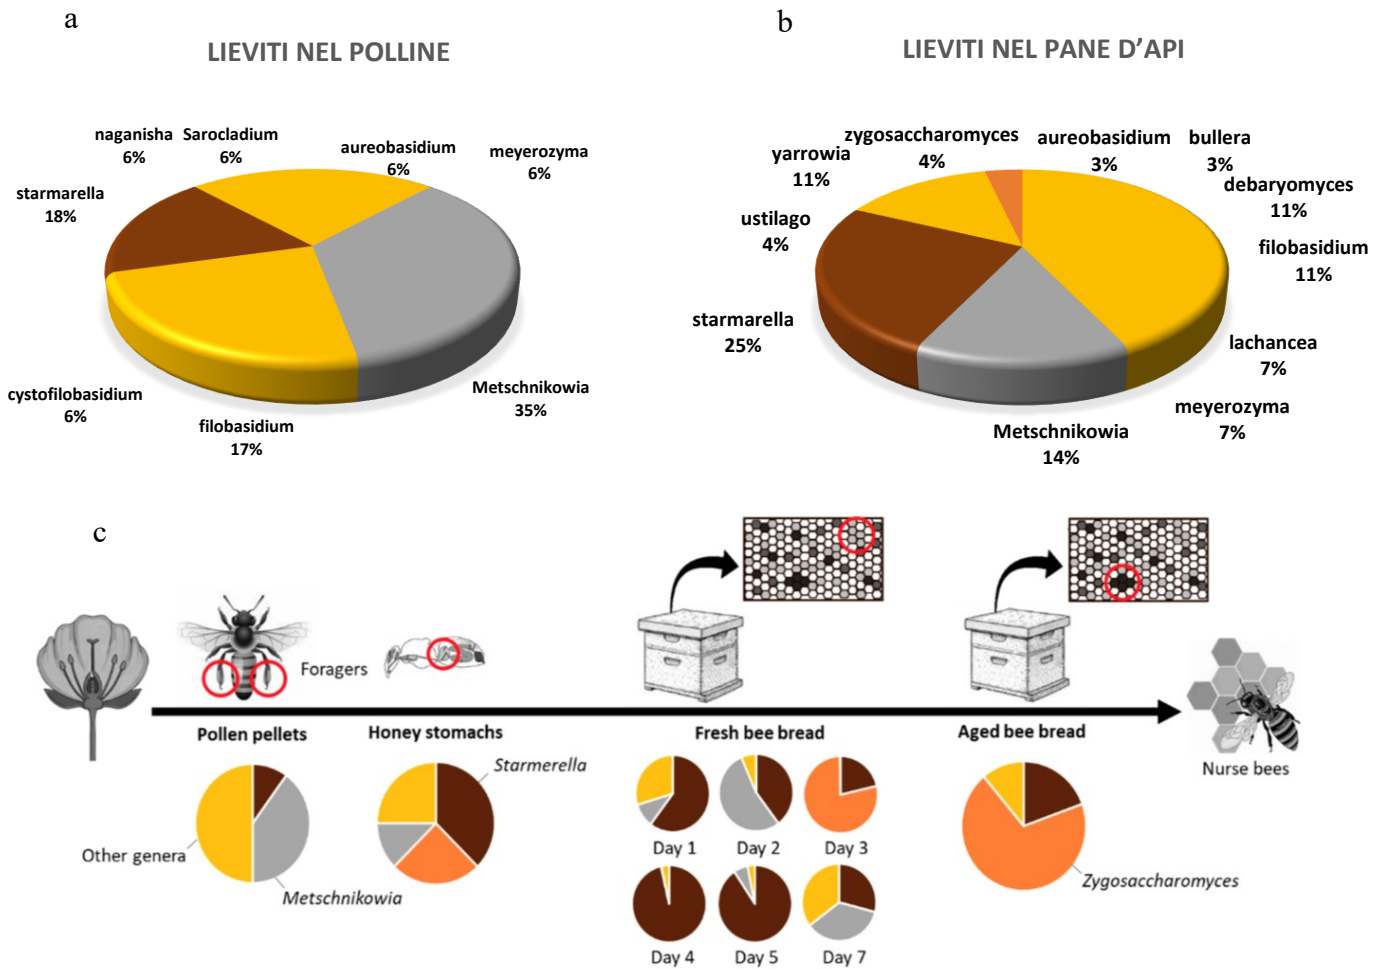 a
LIEVITI NEL POLLINE
naganisha
6%
Sarocladium
6%
aureobasidium
6%
meyerozyma
6%
starmarella
18%
cystofilobasidium
6%
filobasidium
17%
Metschnikowia
35%
b
LIEVITI NEL PANE D’API
zygosaccharomyces
4%
aureobasidium
3%
bullera
3%
yarrowia
11%
debaryomyces
11%
ustilago
4%
filobasidium
11%
starmarella
25%
lachancea
7%
meyerozyma
7%
Metschnikowia
14%
c
Foragers
Pollen pellets
Honey stomachs
Fresh bee bread
Aged bee bread
Nurse bees
Starmerella
Other genera
Metschnikowia
Day 1
Day 2
Day 3
Day 4
Day 5
Day 7
Zygosaccharomyces